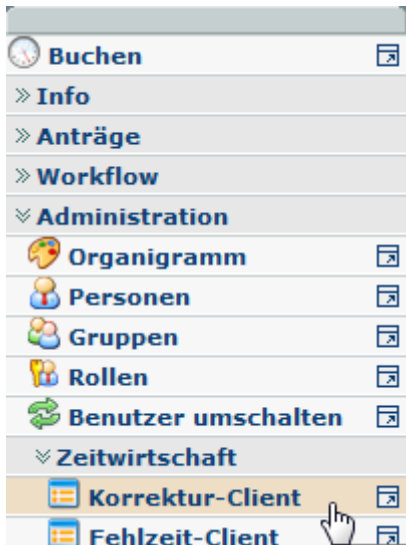 Buchen
Info
Anträge
Workflow
Administration
Organigramm
Personen
Gruppen
Rollen
Benutzer umschalten
Zeitwirtschaft
Korrektur-Client
Fehlzeit-Client